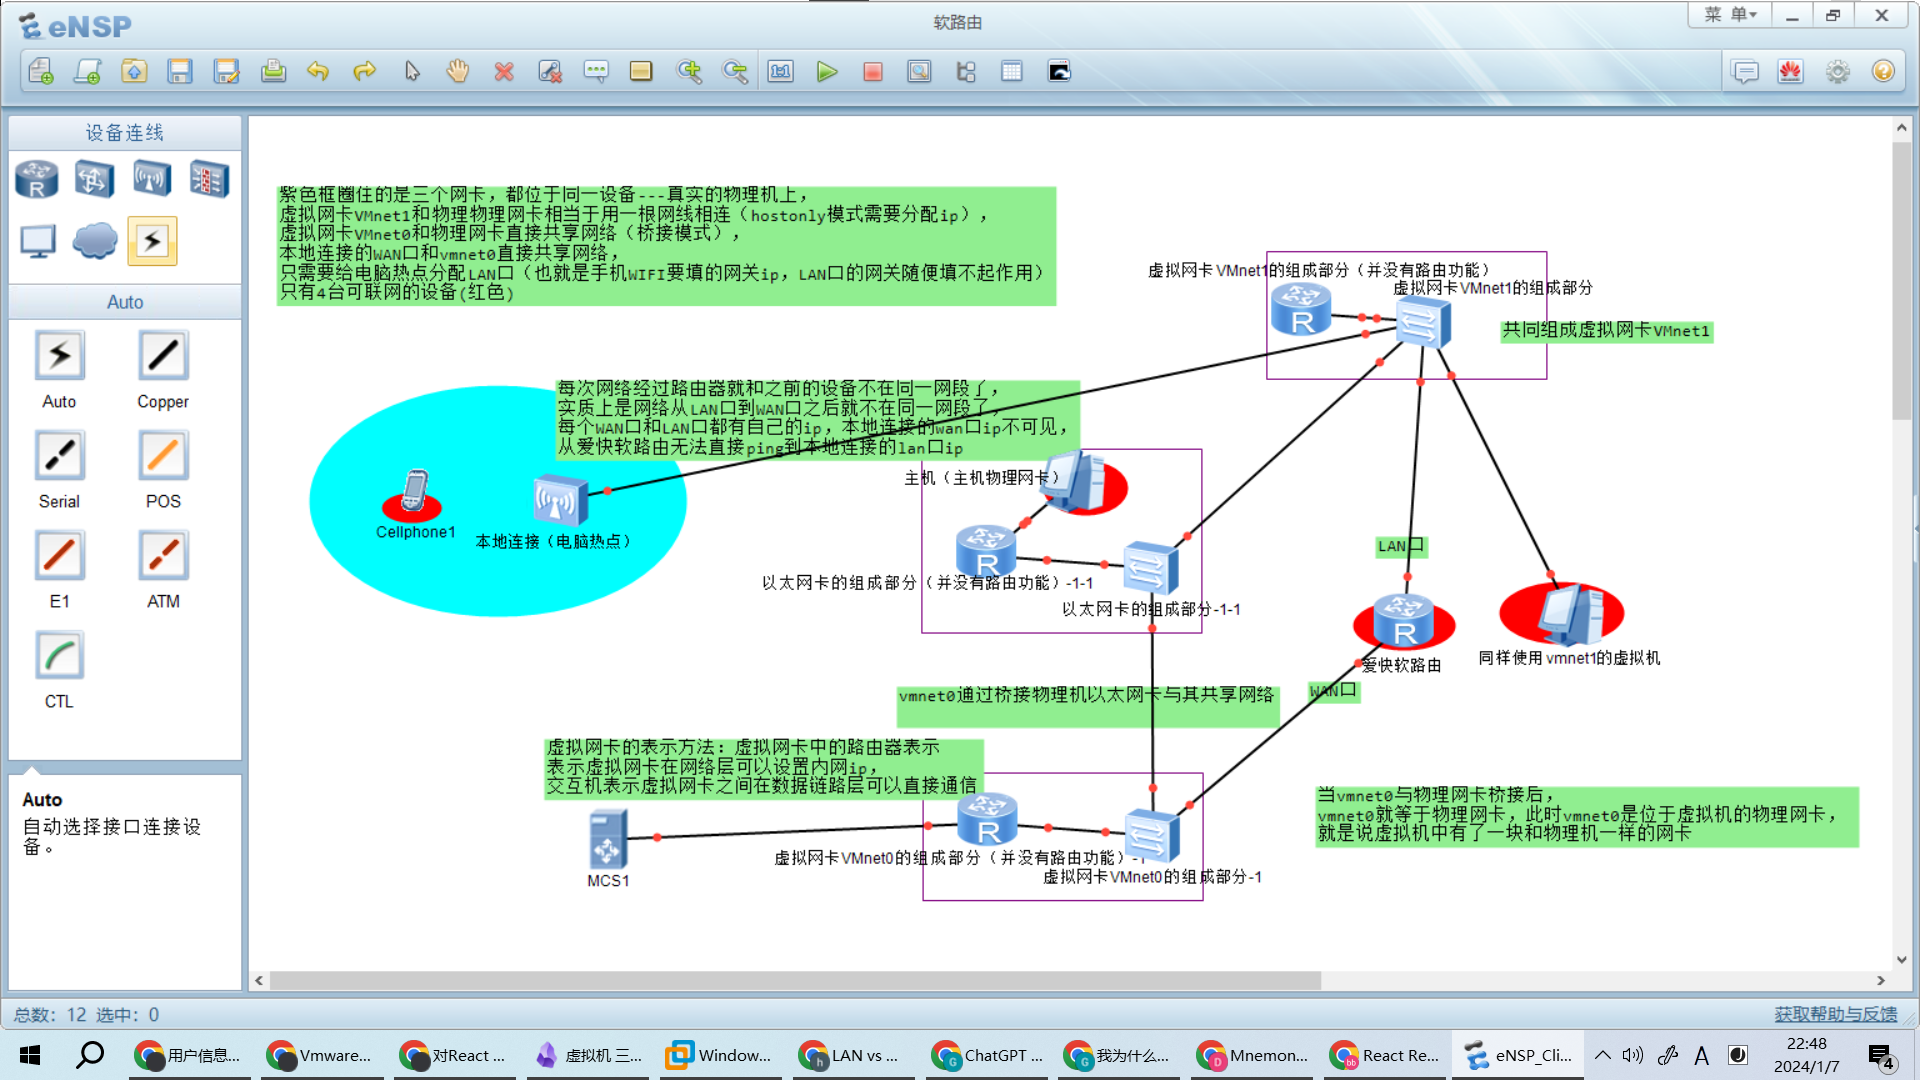 eNSP
软路由
菜 单
设备连线
Auto
Auto
Copper
Serial
POS
E1
ATM
CTL
Auto
自动选择接口连接设
备。
紫色框圈住的是三个网卡，都位于同一设备---真实的物理机上，
虚拟网卡VMnet1和物理物理网卡相当于用一根网线相连（hostonly模式需要分配ip），
虚拟网卡VMnet0和物理网卡直接共享网络（桥接模式），
本地连接的WAN口和vmnet0直接共享网络，
只需要给电脑热点分配LAN口（也就是手机WIFI要填的网关ip，LAN口的网关随便填不起作用）
只有4台可联网的设备(红色)
虚拟网卡VMnet1的组成部分（并没有路由功能）
虚拟网卡VMnet1的组成部分
共同组成虚拟网卡VMnet1
每次网络经过路由器就和之前的设备不在同一网段了，
实质上是网络从LAN口到WAN口之后就不在同一网段了，
每个WAN口和LAN口都有自己的ip，本地连接的wan口ip不可见，
从爱快软路由无法直接ping到本地连接的lan口ip
主机（主机物理网卡）
Cellphone1
本地连接（电脑热点）
LAN口
以太网卡的组成部分（并没有路由功能）-1-1
以太网卡的组成部分-1-1
爱快软路由
同样使用vmnet1的虚拟机
WAN口
vmnet0通过桥接物理机以太网卡与其共享网络
虚拟网卡的表示方法：虚拟网卡中的路由器表示
表示虚拟网卡在网络层可以设置内网ip，
交互机表示虚拟网卡之间在数据链路层可以直接通信
当vmnet0与物理网卡桥接后，
vmnet0就等于物理网卡，此时vmnet0是位于虚拟机的物理网卡，
就是说虚拟机中有了一块和物理机一样的网卡
虚拟网卡VMnet0的组成部分（并没有路由功能）-1
MCS1
虚拟网卡VMnet0的组成部分-1
总数：12 选中：0
获取帮助与反馈
用户信息...
Vmware...
对React ...
虚拟机 三...
Window...
LAN vs ...
ChatGPT ...
我为什么...
Mnemon...
React Re...
eNSP_Cli...
A
22:48
2024/1/7
4